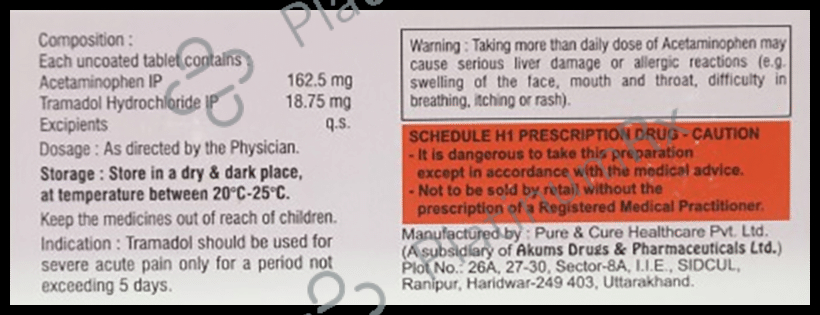 Composition :
Each uncoated tablet contains :
Acetaminophen IP 162.5 mg
Tramadol Hydrochloride IP 18.75 mg
Excipients q.s.
Dosage : As directed by the Physician.
Storage : Store in a dry & dark place,
at temperature between 20°C-25°C.
Keep the medicines out of reach of children.
Indication : Tramadol should be used for
severe acute pain only for a period not
exceeding 5 days.
Warning : Taking more than daily dose of Acetaminophen may
cause serious liver damage or allergic reactions (e.g.
swelling of the face, mouth and throat, difficulty in
breathing, itching or rash).
SCHEDULE H1 PRESCRIPTION DRUG - CAUTION
- It is dangerous to take this preparation
except in accordance with the medical advice.
- Not to be sold by retail without the
prescription of a Registered Medical Practitioner.
Manufactured by : Pure & Cure Healthcare Pvt. Ltd.
(A subsidiary of Akums Drugs & Pharmaceuticals Ltd.)
Plot No.: 26A, 27-30, Sector-8A, I.I.E., SIDCUL,
Ranipur, Haridwar-249 403, Uttarakhand.
PlatinumRx